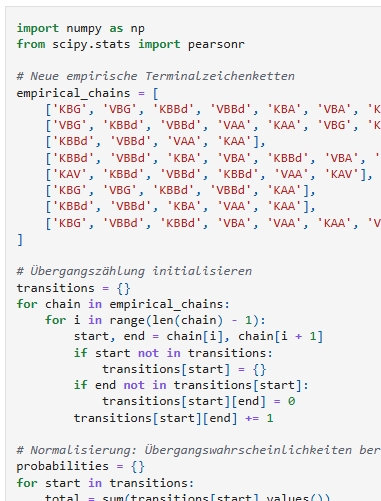 import numpy as np
from scipy.stats import pearsonr

# Neue empirische Terminalzeichenketten
empirical_chains = [
    ['KBG', 'VBG', 'KBBd', 'VBBd', 'KBA', 'VBA', 'K
    ['VBG', 'KBBd', 'VBBd', 'VAA', 'KAA', 'VBG', 'K
    ['KBBd', 'VBBd', 'VAA', 'KAA'],
    ['KBBd', 'VBBd', 'KBA', 'VBA', 'KBBd', 'VBA', '
    ['KAV', 'KBBd', 'VBBd', 'KBBd', 'VAA', 'KAV'],
    ['KBG', 'VBG', 'KBBd', 'VBBd', 'KAA'],
    ['KBBd', 'VBBd', 'KBA', 'VAA', 'KAA'],
    ['KBG', 'VBBd', 'KBBd', 'VBA', 'VAA', 'KAA', 'V
]

# Übergangszählung initialisieren
transitions = {}
for chain in empirical_chains:
    for i in range(len(chain) - 1):
        start, end = chain[i], chain[i + 1]
        if start not in transitions:
            transitions[start] = {}
        if end not in transitions[start]:
            transitions[start][end] = 0
        transitions[start][end] += 1

# Normalisierung: Übergangswahrscheinlichkeiten ber
probabilities = {}
for start in transitions:
    total = sum(transitions[start].values())